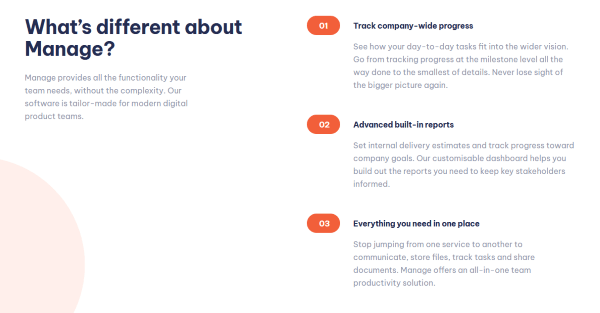 What's different about
Manage?
Manage provides all the functionality your
team needs, without the complexity. Our
software is tailor-made for modern digital
product teams.
01
Track company-wide progress
See how your day-to-day tasks fit into the wider vision.
Go from tracking progress at the milestone level all the
way done to the smallest of details. Never lose sight of
the bigger picture again.
02
Advanced built-in reports
Set internal delivery estimates and track progress toward
company goals. Our customisable dashboard helps you
build out the reports you need to keep key stakeholders
informed.
03
Everything you need in one place
Stop jumping from one service to another to
communicate, store files, track tasks and share
documents. Manage offers an all-in-one team
productivity solution.